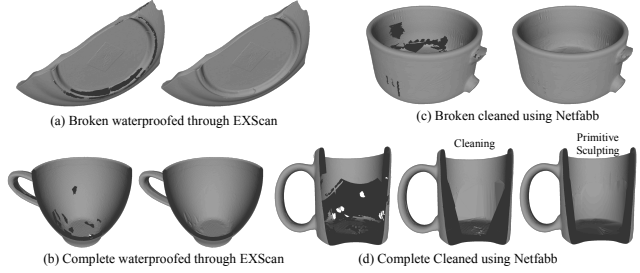 (a) Broken waterproofed through EXScan
(c) Broken cleaned using Netfabb
Cleaning
Primitive
Sculpting
(b) Complete waterproofed through EXScan
(d) Complete Cleaned using Netfabb